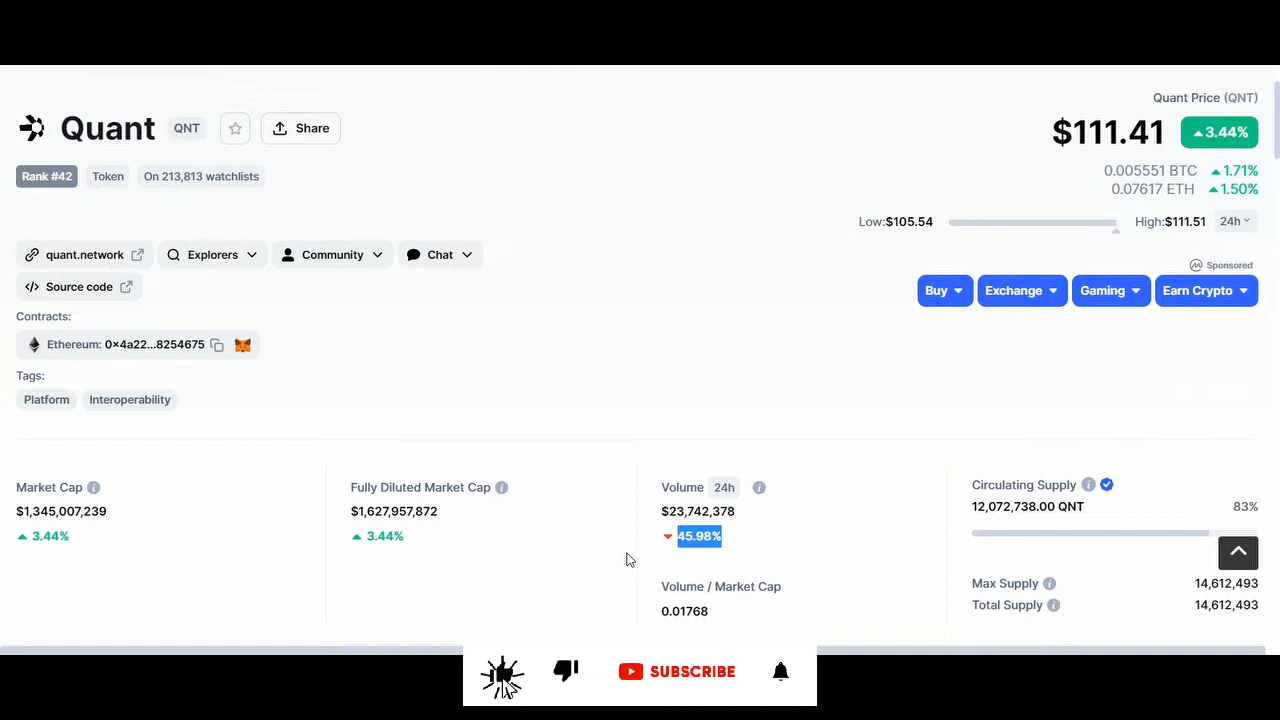 Quant QNT Share
Quant Price (QNT)
$111.41 3.44%
Rank #42 Token On 213,813 watchlists
0.005551 BTC 1.71%
0.07617 ETH 1.50%
Low:$105.54 High:$111.51 24h
quant.network Explorers Community Chat
Sponsored
Source code
Buy Exchange Gaming Earn Crypto
Contracts:
Ethereum: 0x4a22...8254675
Tags:
Platform Interoperability
Market Cap
$1,345,007,239
3.44%
Fully Diluted Market Cap
$1,627,957,872
3.44%
Volume 24h
$23,742,378
45.98%
Volume / Market Cap
0.01768
Circulating Supply
12,072,738.00 QNT 83%
Max Supply 14,612,493
Total Supply 14,612,493
SUBSCRIBE